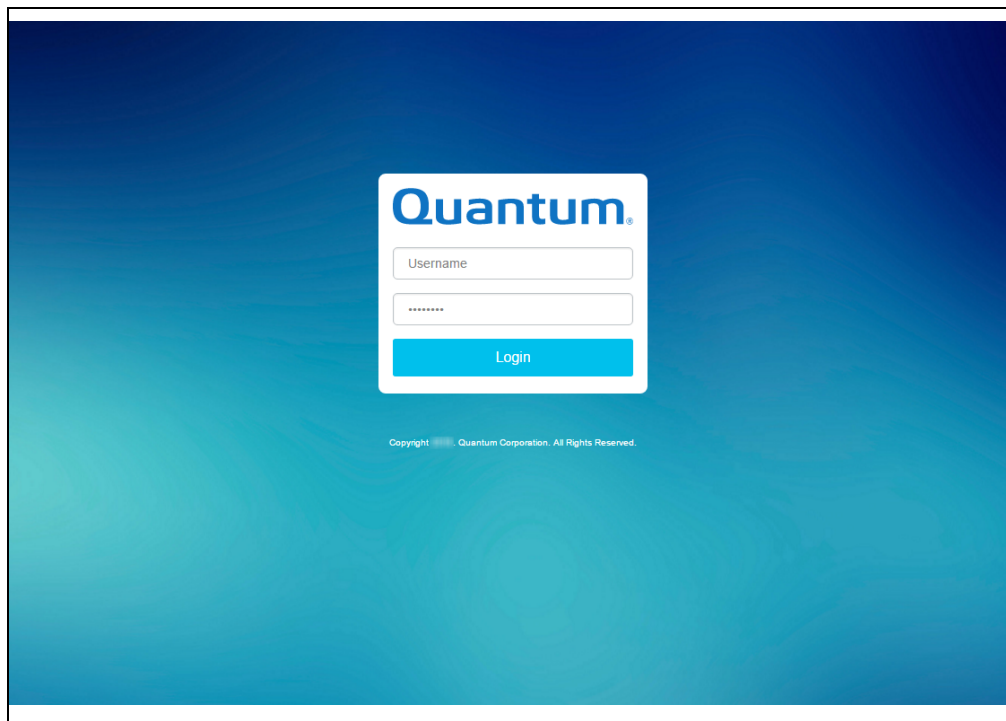 Quantum®
Username
••••••••
Login
Copyright . Quantum Corporation. All Rights Reserved.